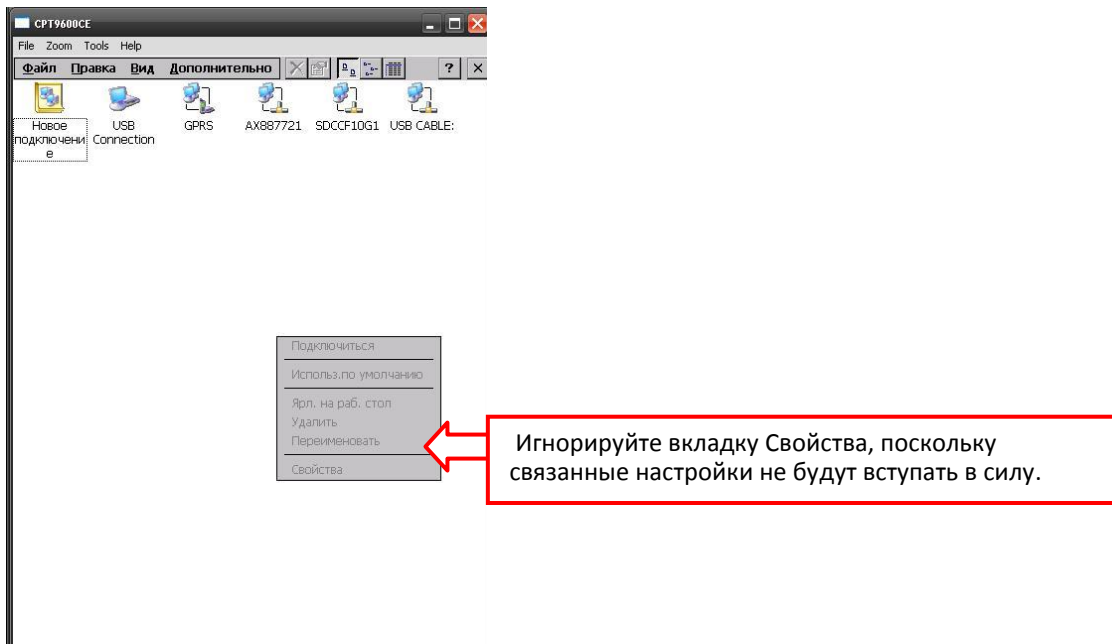 CPT9600CE
File Zoom Tools Help
Файл Правка Вид Дополнительно ? ×
Новое подключени е
USB Connection
GPRS
AX887721
SDCCF10G1
USB CABLE:
Подключиться
Использ.по умолчанию
Ярл. на раб. стол
Удалить
Переименовать
Свойства
Игнорируйте вкладку Свойства, поскольку
связанные настройки не будут вступать в силу.